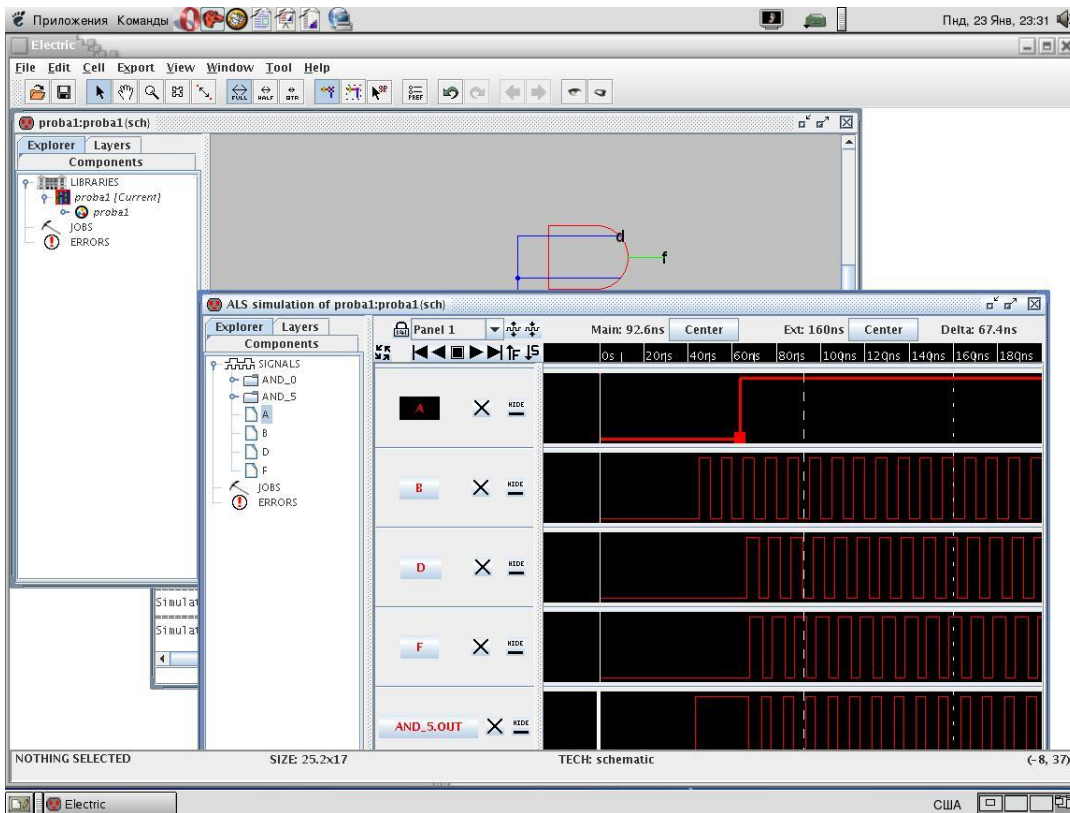 Приложения Команды
Пнд, 23 Янв, 23:31
Electric
File Edit Cell Export View Window Tool Help
FULL HALF QTR SP PREF
proba1:proba1{sch}
Explorer Layers
Components
LIBRARIES
proba1 [Current]
proba1
JOBS
ERRORS
d
f
ALS simulation of proba1:proba1{sch}
Explorer Layers
Components
SIGNALS
AND_0
AND_5
A
B
D
F
JOBS
ERRORS
Panel 1 Main: 92.6ns Center Ext: 160ns Center Delta: 67.4ns
0s 20ns 40ns 60ns 80ns 100ns 120ns 140ns 160ns 180ns
A HIDE
B HIDE
D HIDE
F HIDE
AND_5.OUT HIDE
Simulat
Simulat
NOTHING SELECTED SIZE: 25.2x17 TECH: schematic (-8, 37)
Electric США